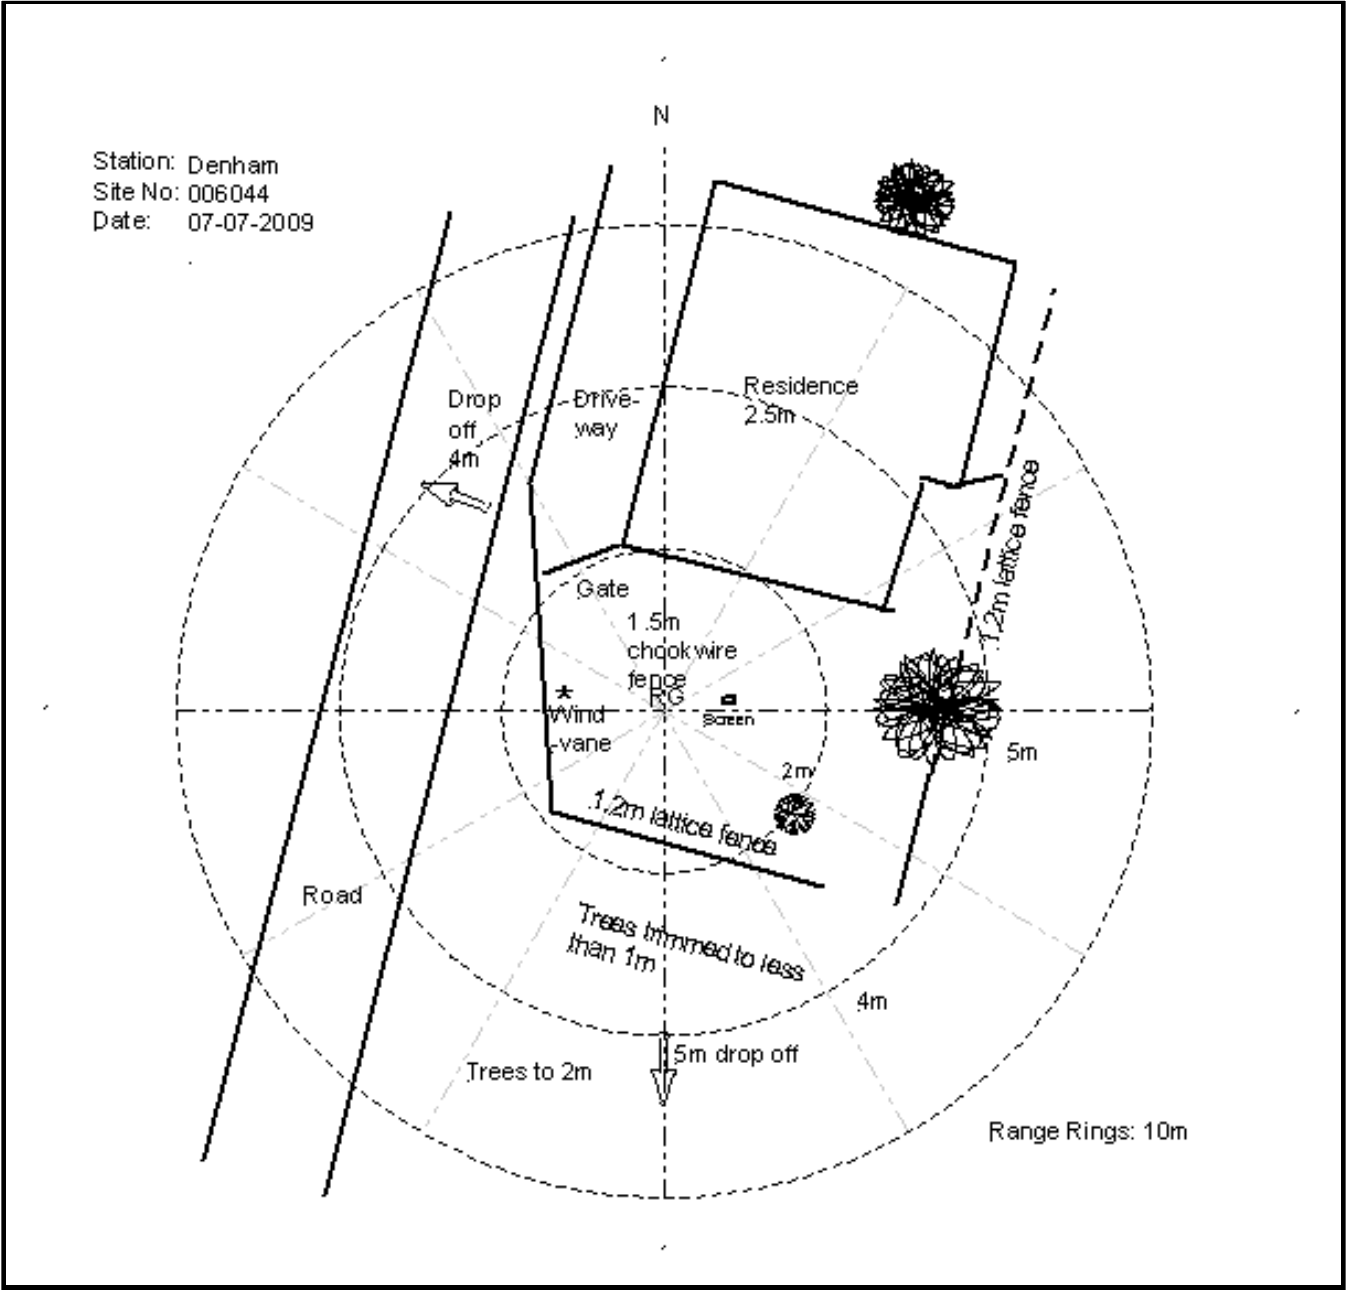 N
Station: Denham
Site No: 006044
Date: 07-07-2009
Drop
off
4m
Drive-
way
Residence
2.5m
1.2m lattice fence
Gate
1.5m
chookwire
fence
RG
Screen
Wind
-vane
5m
2m
1.2m lattice fence
Road
Trees trimmed to less
than 1m
4m
5m drop off
Trees to 2m
Range Rings: 10m